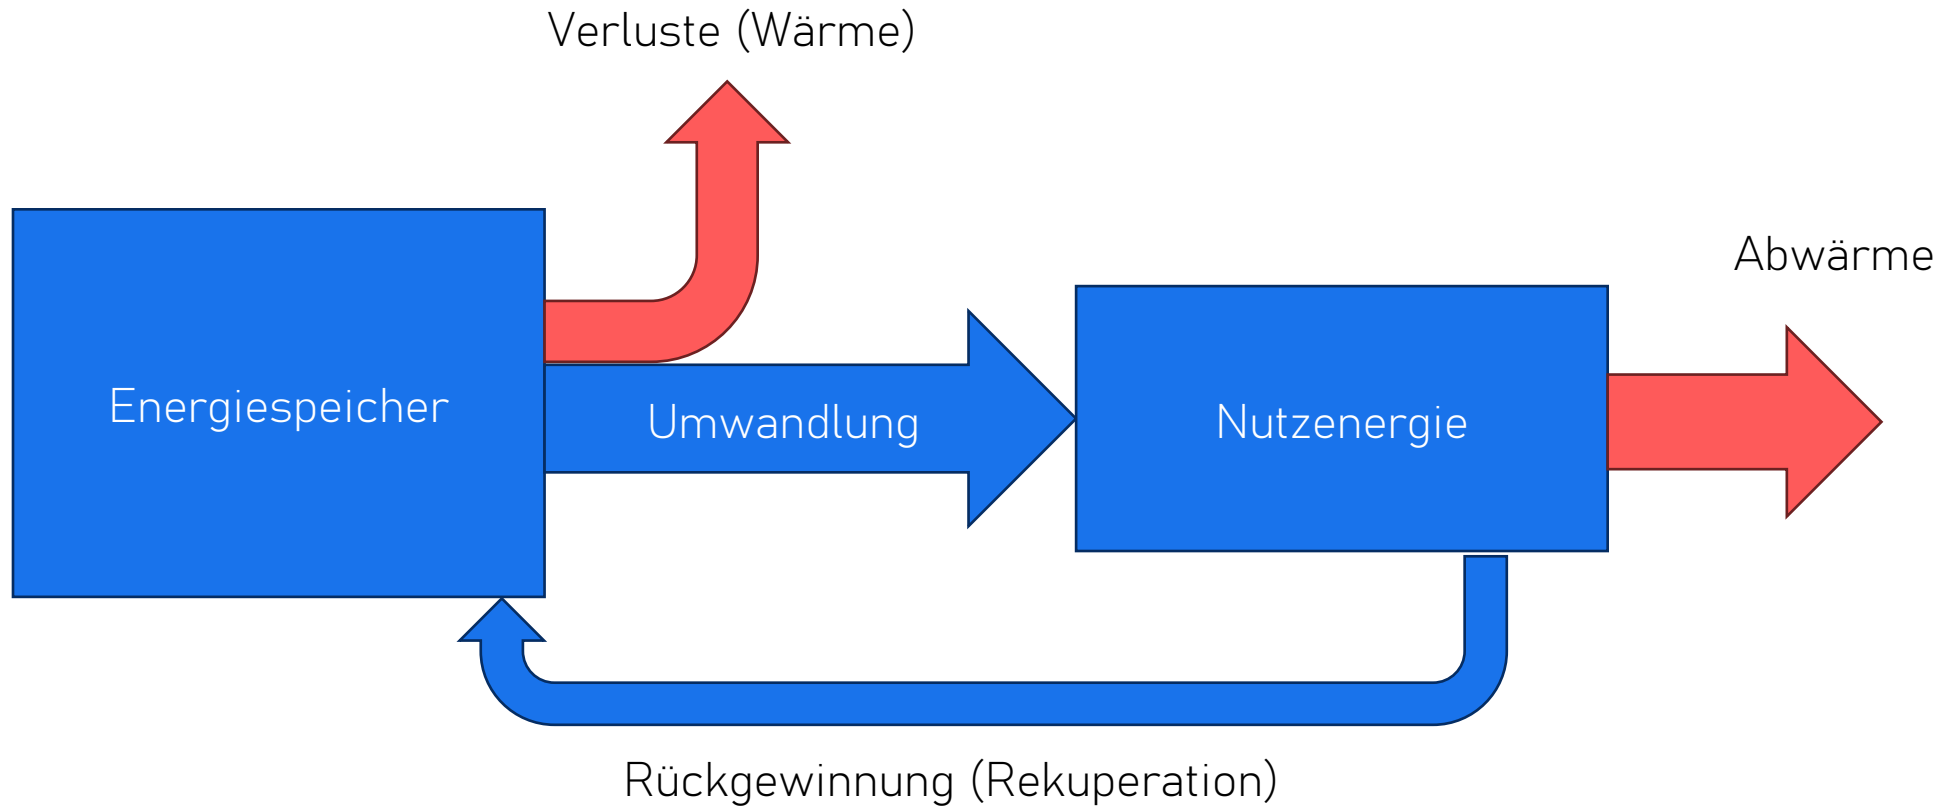 Verluste (Wärme)
Abwärme
Energiespeicher
Umwandlung
Nutzenergie
Rückgewinnung (Rekuperation)